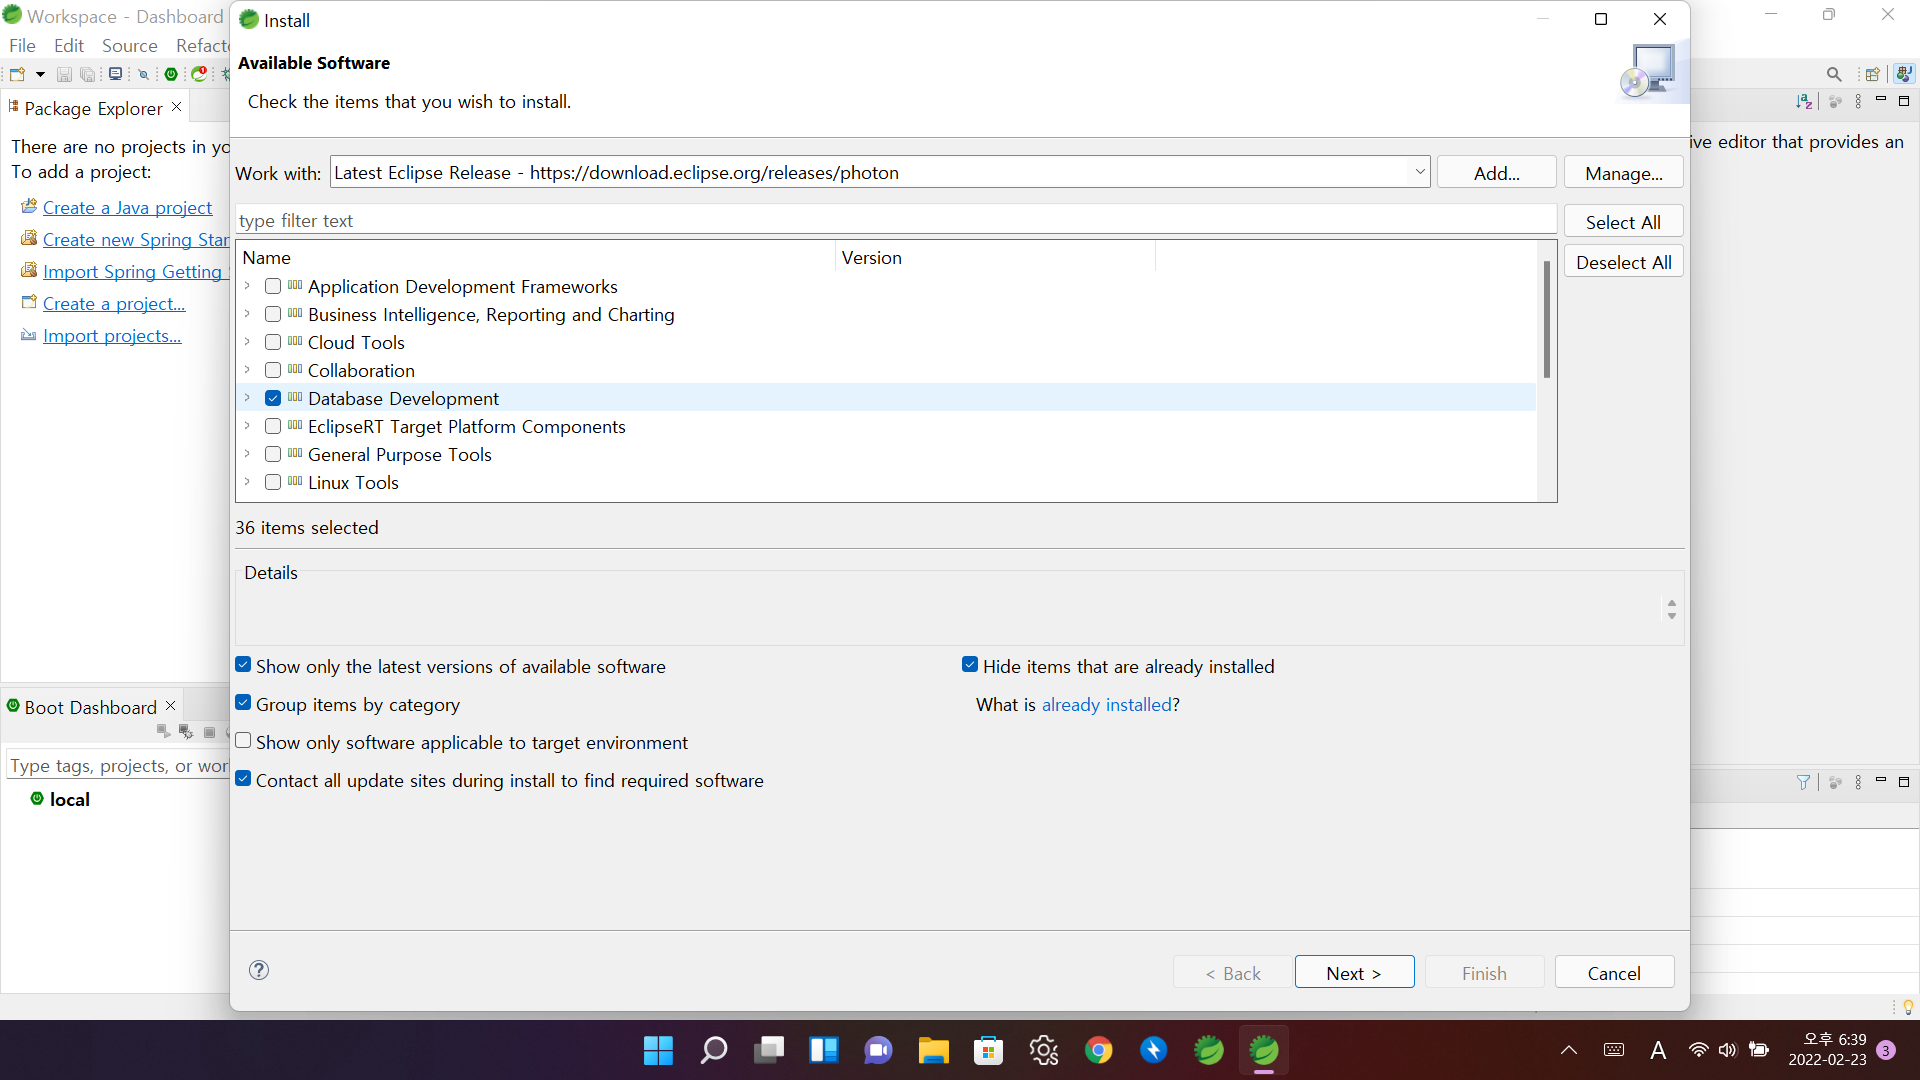 Workspace - Dashboard
Install
File Edit Source Refacto
Available Software
Check the items that you wish to install.
Package Explorer
There are no projects in yo
To add a project:
Create a Java project
Create new Spring Star
Import Spring Getting
Create a project...
Import projects...
ive editor that provides an
Work with: Latest Eclipse Release - https://download.eclipse.org/releases/photon
Add... Manage...
type filter text
Select All
Deselect All
Name Version
Application Development Frameworks
Business Intelligence, Reporting and Charting
Cloud Tools
Collaboration
Database Development
EclipseRT Target Platform Components
General Purpose Tools
Linux Tools
36 items selected
Details
Show only the latest versions of available software
Hide items that are already installed
Group items by category
What is already installed?
Show only software applicable to target environment
Contact all update sites during install to find required software
Boot Dashboard
Type tags, projects, or wor
local
< Back Next > Finish Cancel
A
오후 6:39
2022-02-23
3